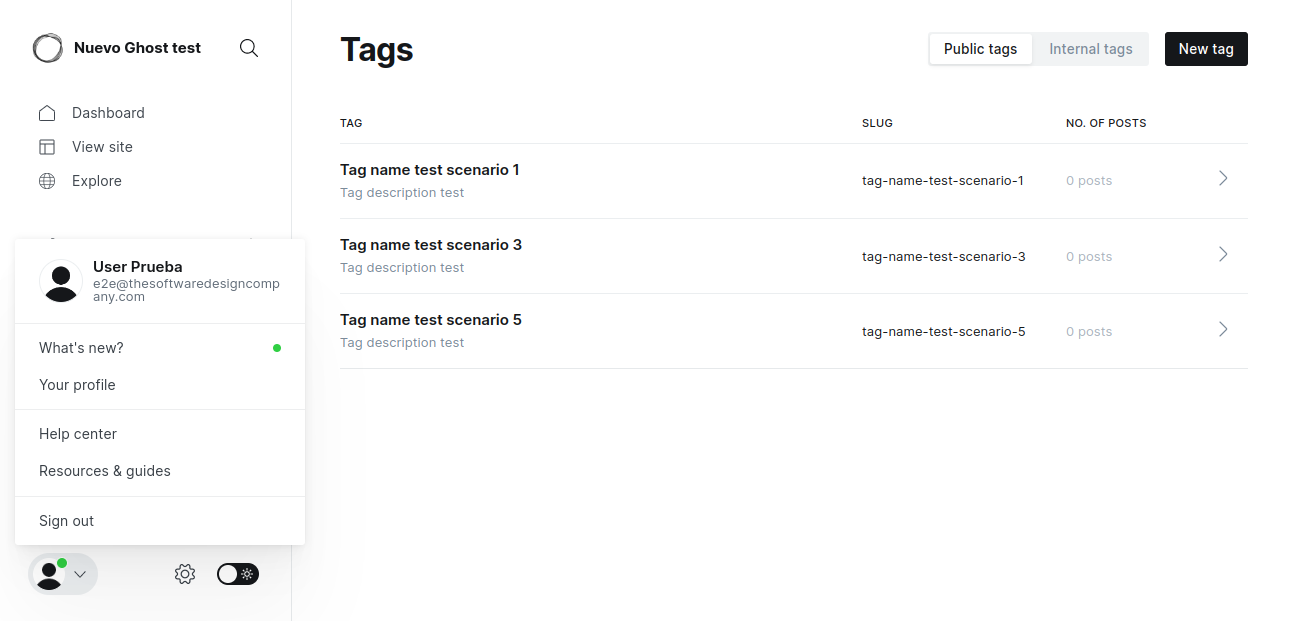 Nuevo Ghost test
Dashboard
View site
Explore
User Prueba
e2e@thesoftwaredesigncomp
any.com
What's new?
Your profile
Help center
Resources & guides
Sign out
Tags
Public tags
Internal tags
New tag
TAG
SLUG
NO. OF POSTS
Tag name test scenario 1
Tag description test
tag-name-test-scenario-1
0 posts
Tag name test scenario 3
Tag description test
tag-name-test-scenario-3
0 posts
Tag name test scenario 5
Tag description test
tag-name-test-scenario-5
0 posts